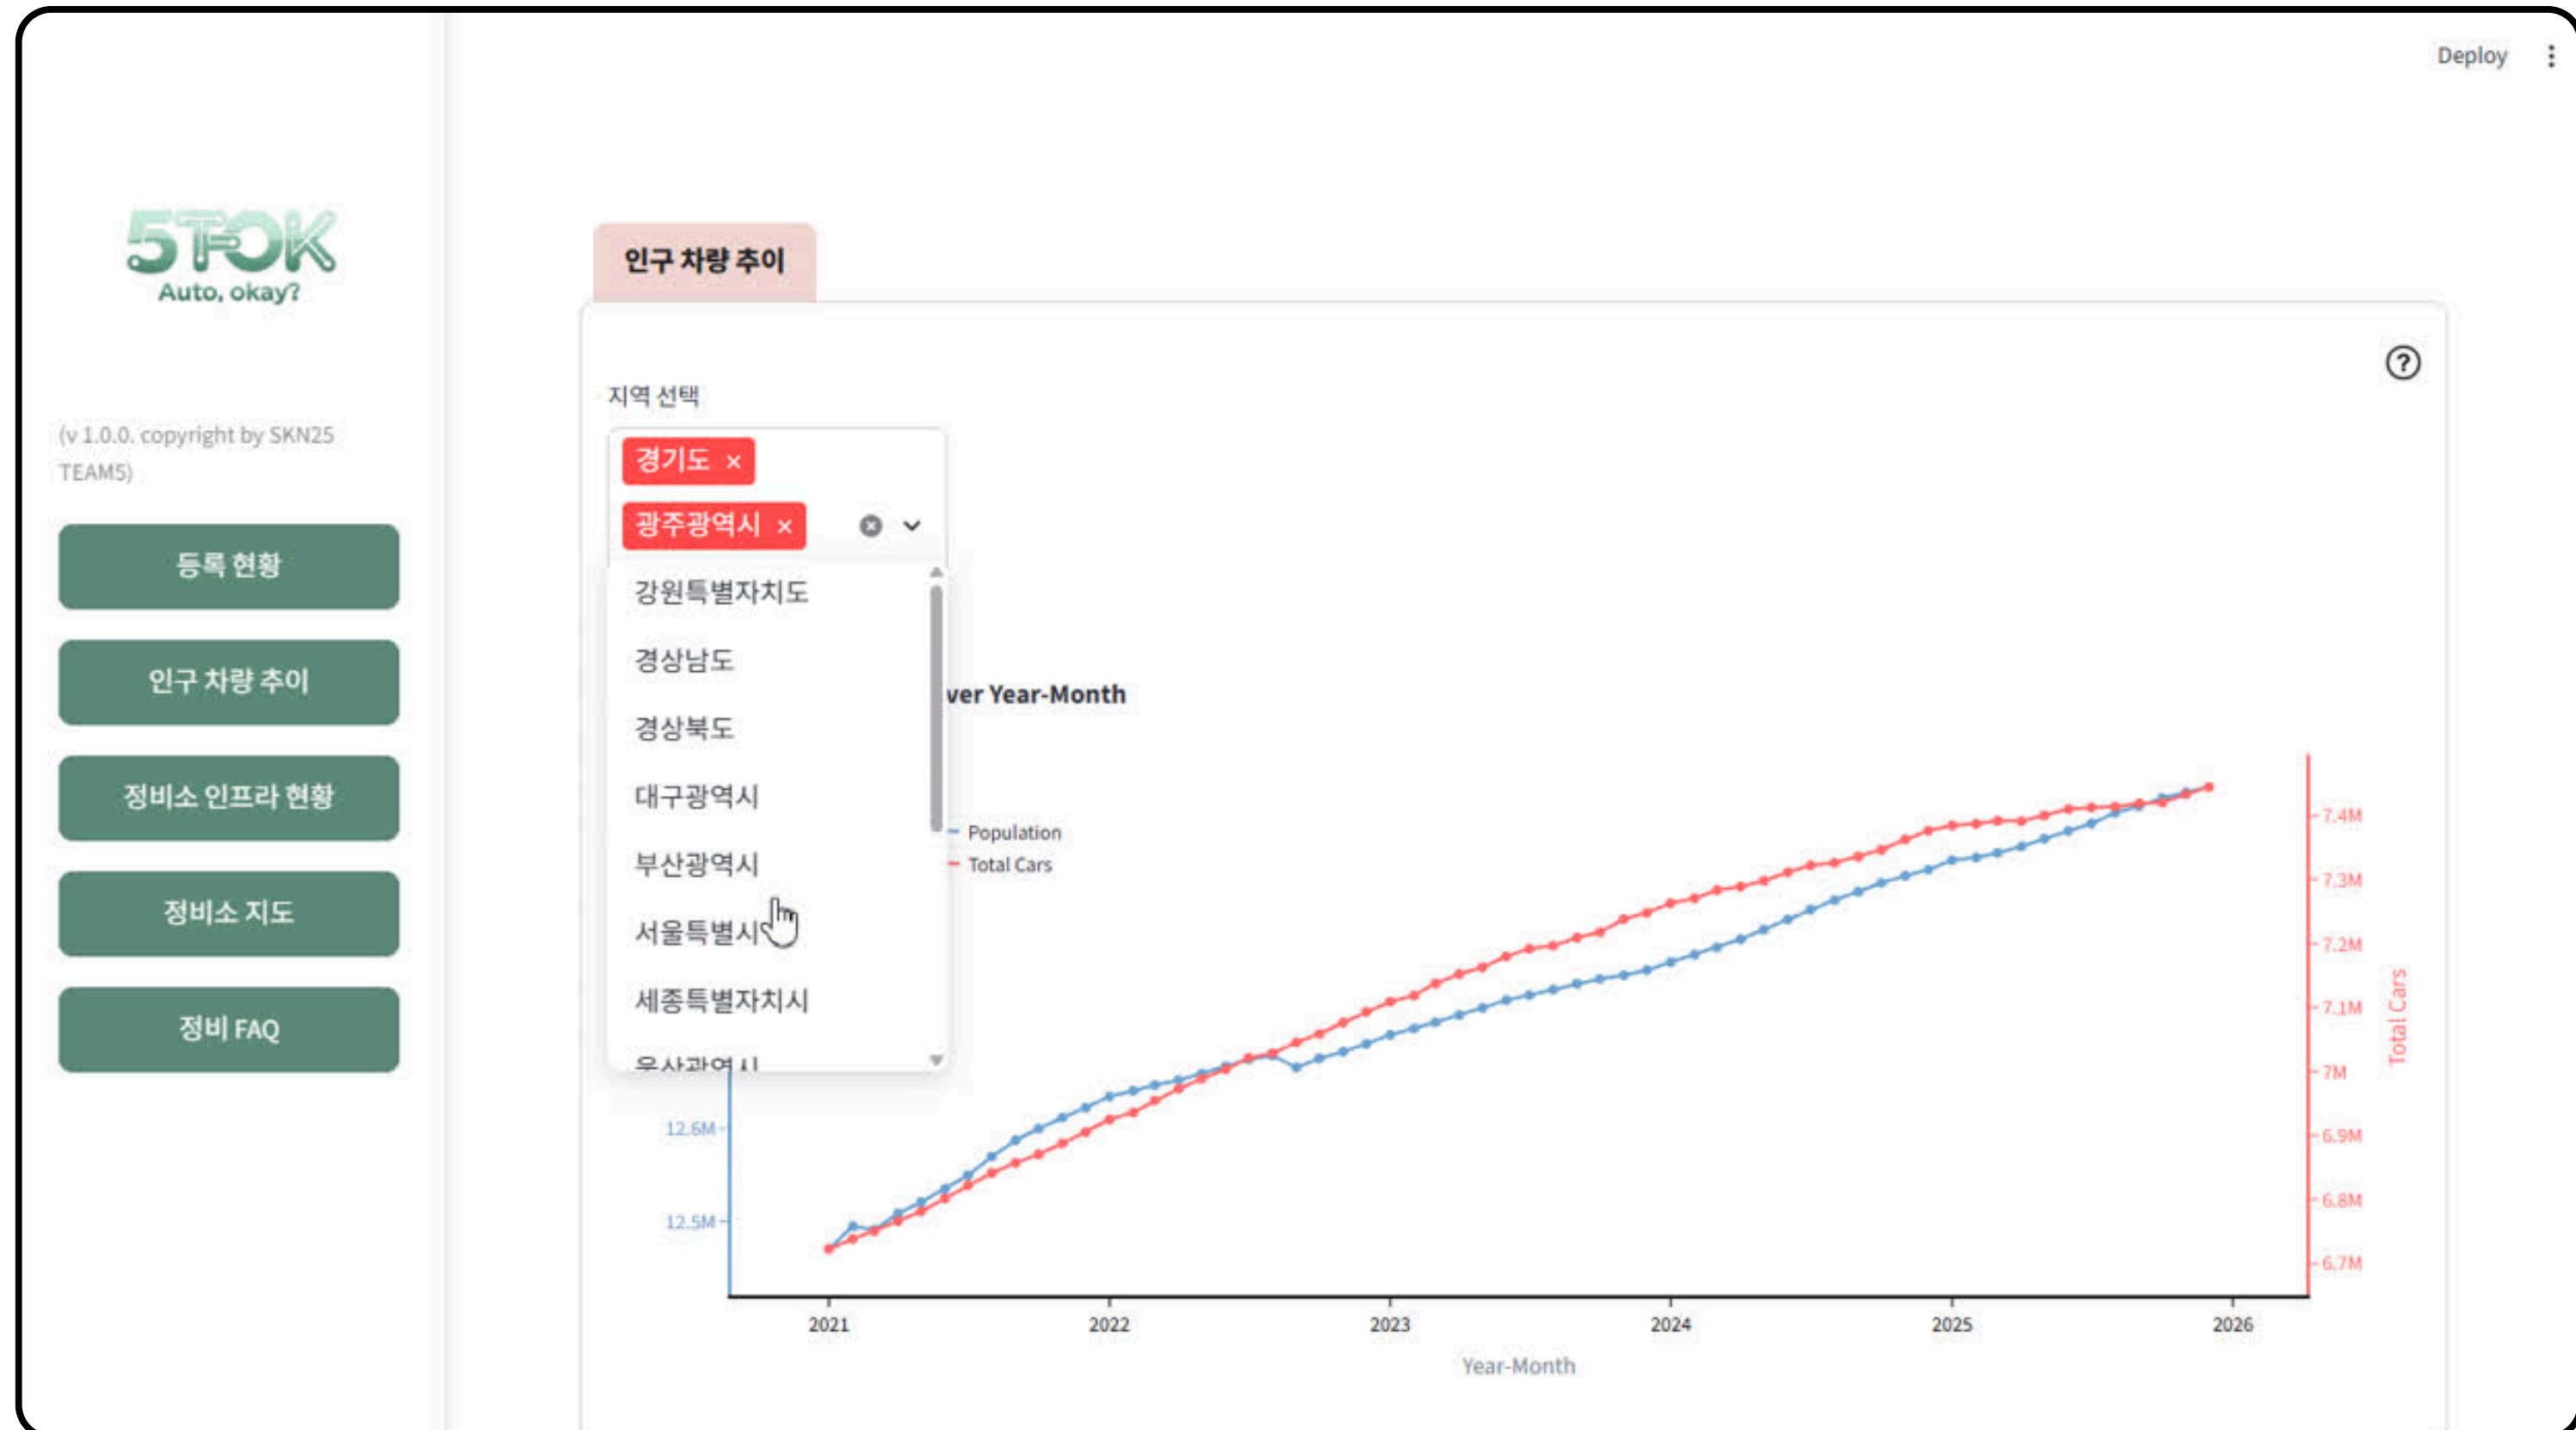 Deploy
5TOK
Auto, okay?
(v 1.0.0. copyright by SKN25
TEAM5)
등록 현황
인구 차량 추이
정비소 인프라 현황
정비소 지도
정비 FAQ
인구 차량 추이
지역 선택
경기도
광주광역시
강원특별자치도
경상남도
경상북도
대구광역시
부산광역시
서울특별시
세종특별자치시
울산광역시
ver Year-Month
Population
Total Cars
12.6M
12.5M
7.4M
7.3M
7.2M
7.1M
7M
6.9M
6.8M
6.7M
Total Cars
2021
2022
2023
2024
2025
2026
Year-Month